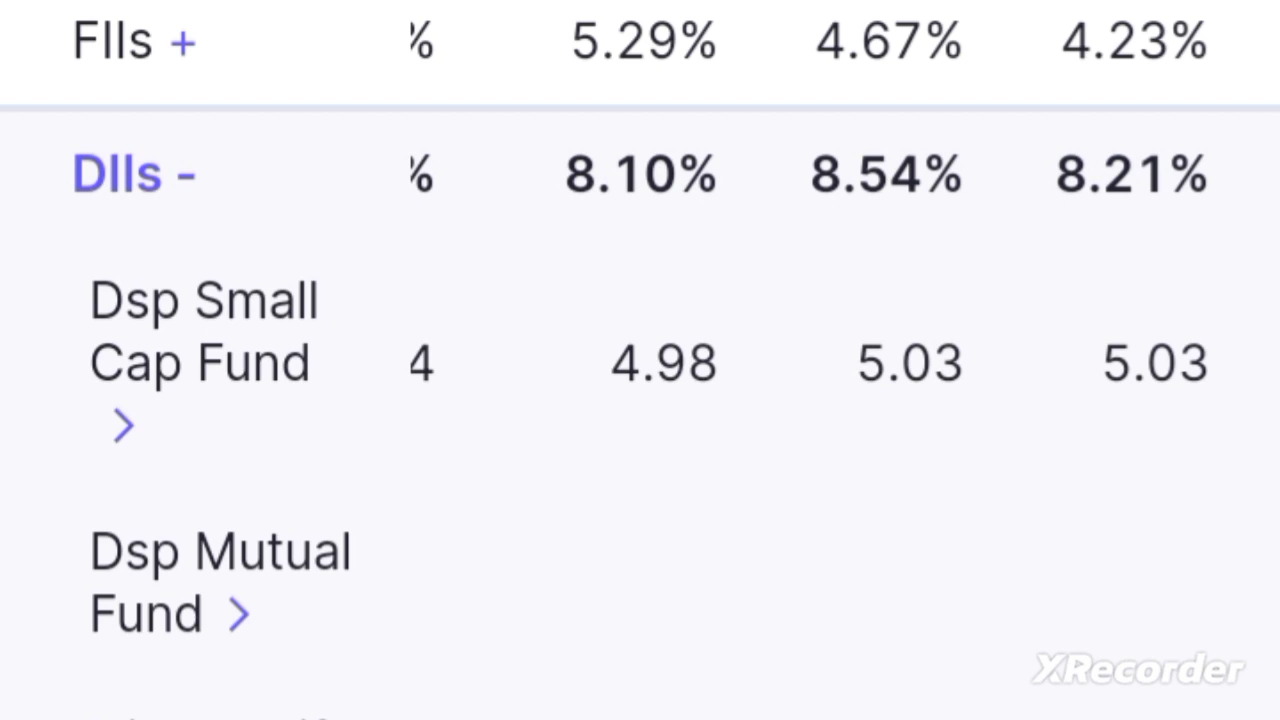 FIIs + % 5.29% 4.67% 4.23%
DIIs - % 8.10% 8.54% 8.21%
Dsp Small
Cap Fund 4 4.98 5.03 5.03
>
Dsp Mutual
Fund >
XRecorder